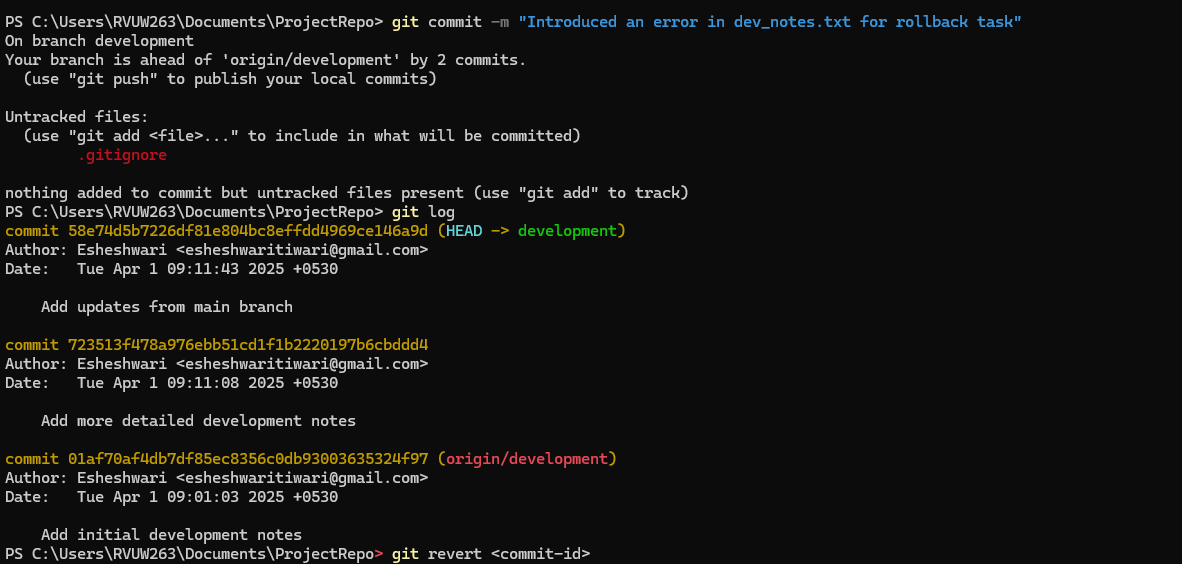 PS C:\Users\RVUW263\Documents\ProjectRepo> git commit -m "Introduced an error in dev_notes.txt for rollback task"
On branch development
Your branch is ahead of 'origin/development' by 2 commits.
  (use "git push" to publish your local commits)

Untracked files:
  (use "git add <file>..." to include in what will be committed)
        .gitignore

nothing added to commit but untracked files present (use "git add" to track)
PS C:\Users\RVUW263\Documents\ProjectRepo> git log
commit 58e74d5b7226df81e804bc8effdd4969ce146a9d (HEAD -> development)
Author: Esheshwari <esheshwaritiwari@gmail.com>
Date:   Tue Apr 1 09:11:43 2025 +0530

    Add updates from main branch

commit 723513f478a976ebb51cd1f1b2220197b6cbddd4
Author: Esheshwari <esheshwaritiwari@gmail.com>
Date:   Tue Apr 1 09:11:08 2025 +0530

    Add more detailed development notes

commit 01af70af4db7df85ec8356c0db93003635324f97 (origin/development)
Author: Esheshwari <esheshwaritiwari@gmail.com>
Date:   Tue Apr 1 09:01:03 2025 +0530

    Add initial development notes
PS C:\Users\RVUW263\Documents\ProjectRepo> git revert <commit-id>